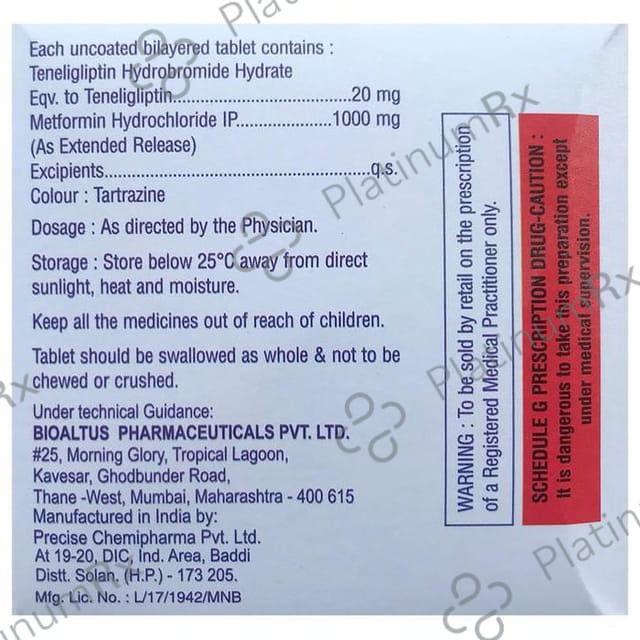 Each uncoated bilayered tablet contains :
Teneligliptin Hydrobromide Hydrate
Eqv. to Teneligliptin..................................20 mg
Metformin Hydrochloride IP...................1000 mg
(As Extended Release)
Excipients.....................................................q.s.
Colour : Tartrazine
Dosage : As directed by the Physician.
Storage : Store below 25°C away from direct
sunlight, heat and moisture.
Keep all the medicines out of reach of children.
Tablet should be swallowed as whole & not to be
chewed or crushed.
Under technical Guidance:
BIOALTUS PHARMACEUTICALS PVT. LTD.
#25, Morning Glory, Tropical Lagoon,
Kavesar, Ghodbunder Road,
Thane -West, Mumbai, Maharashtra - 400 615
Manufactured in India by:
Precise Chemipharma Pvt. Ltd.
At 19-20, DIC, Ind. Area, Baddi
Distt. Solan. (H.P.) - 173 205.
Mfg. Lic. No. : L/17/1942/MNB
WARNING : To be sold by retail on the prescription
of a Registered Medical Practitioner only.
SCHEDULE G PRESCRIPTION DRUG-CAUTION :
It is dangerous to take this preparation except
under medical supervision.
PlatinumRx
PlatinumRx
PlatinumRx
PlatinumRx
PlatinumRx